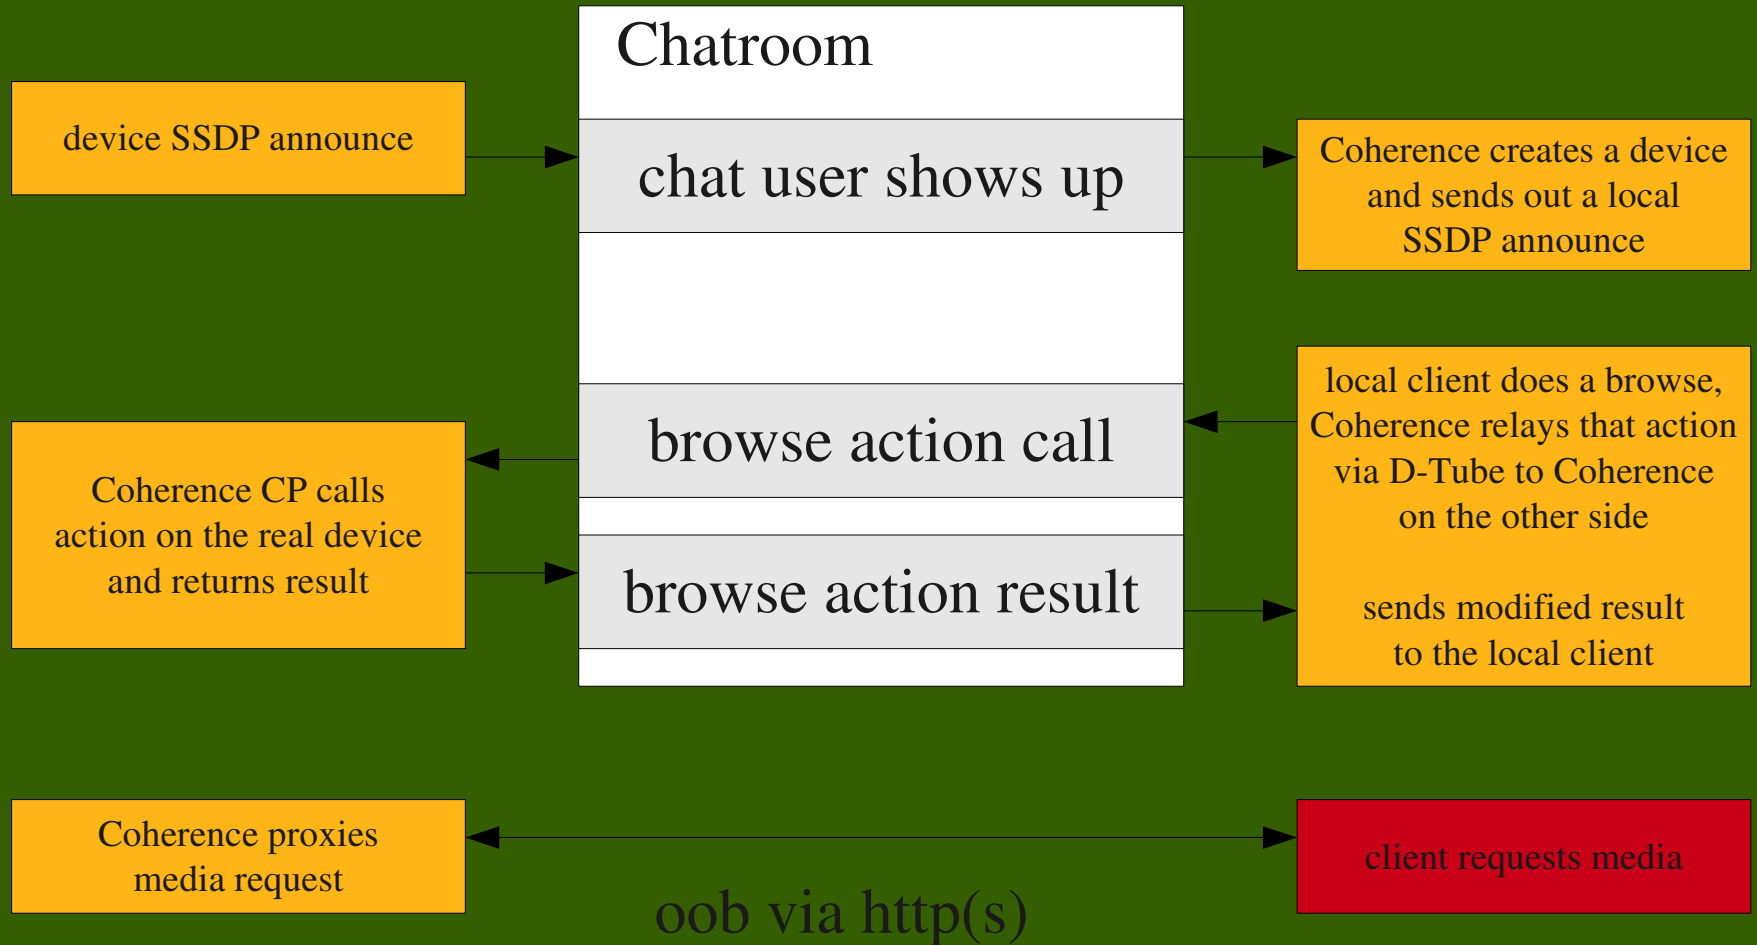 Chatroom
device SSDP announce
chat user shows up
Coherence creates a device
and sends out a local
SSDP announce
browse action call
local client does a browse,
Coherence relays that action
via D-Tube to Coherence
on the other side
Coherence CP calls
action on the real device
and returns result
browse action result
sends modified result
to the local client
Coherence proxies
media request
client requests media
oob via http(s)